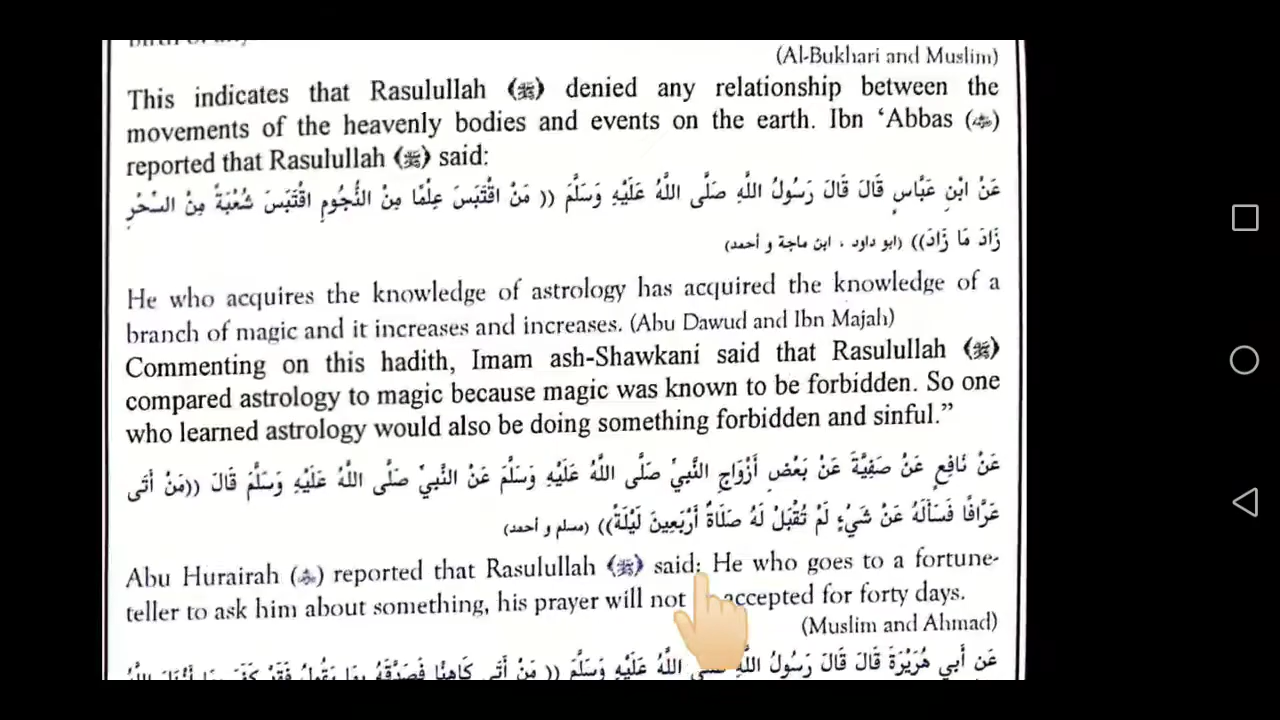 (Al-Bukhari and Muslim)
This indicates that Rasulullah (ﷺ) denied any relationship between the
movements of the heavenly bodies and events on the earth. Ibn ‘Abbas
reported that Rasulullah (ﷺ) said:
عَنْ ابْنِ عَبَّاسٍ قَالَ قَالَ رَسُولُ اللَّهِ صَلَّى اللَّهُ عَلَيْهِ وَسَلَّمَ (( مَنْ اقْتَبَسَ عِلْمًا مِنْ النُّجُومِ اقْتَبَسَ شُعْبَةً مِنْ السِّحْرِ
زَادَ مَا زَادَ)) (ابو داود ، ابن ماجة و أحمد)
He who acquires the knowledge of astrology has acquired the knowledge of a
branch of magic and it increases and increases. (Abu Dawud and Ibn Majah)
Commenting on this hadith, Imam ash-Shawkani said that Rasulullah (ﷺ)
compared astrology to magic because magic was known to be forbidden. So one
who learned astrology would also be doing something forbidden and sinful.”
عَنْ نَافِعٍ عَنْ صَفِيَّةَ عَنْ بَعْضِ أَزْوَاجِ النَّبِيِّ صَلَّى اللَّهُ عَلَيْهِ وَسَلَّمَ عَنْ النَّبِيِّ صَلَّى اللَّهُ عَلَيْهِ وَسَلَّمَ قَالَ ((مَنْ أَتَى
عَرَّافًا فَسَأَلَهُ عَنْ شَيْءٍ لَمْ تُقْبَلْ لَهُ صَلَاةٌ أَرْبَعِينَ لَيْلَةً)) (مسلم و أحمد)
Abu Hurairah reported that Rasulullah (ﷺ) said: He who goes to a fortune-
teller to ask him about something, his prayer will not accepted for forty days.
(Muslim and Ahmad)
عَن أَبِي هُرَيْرَةَ قَالَ قَالَ رَسُولُ اللَّهِ صَلَّى اللَّهُ عَلَيْهِ وَسَلَّمَ (( مَنْ أَتَى كَاهِنًا فَصَدَّقَهُ بِمَا يَقُولُ فَقَدْ كَفَرَ